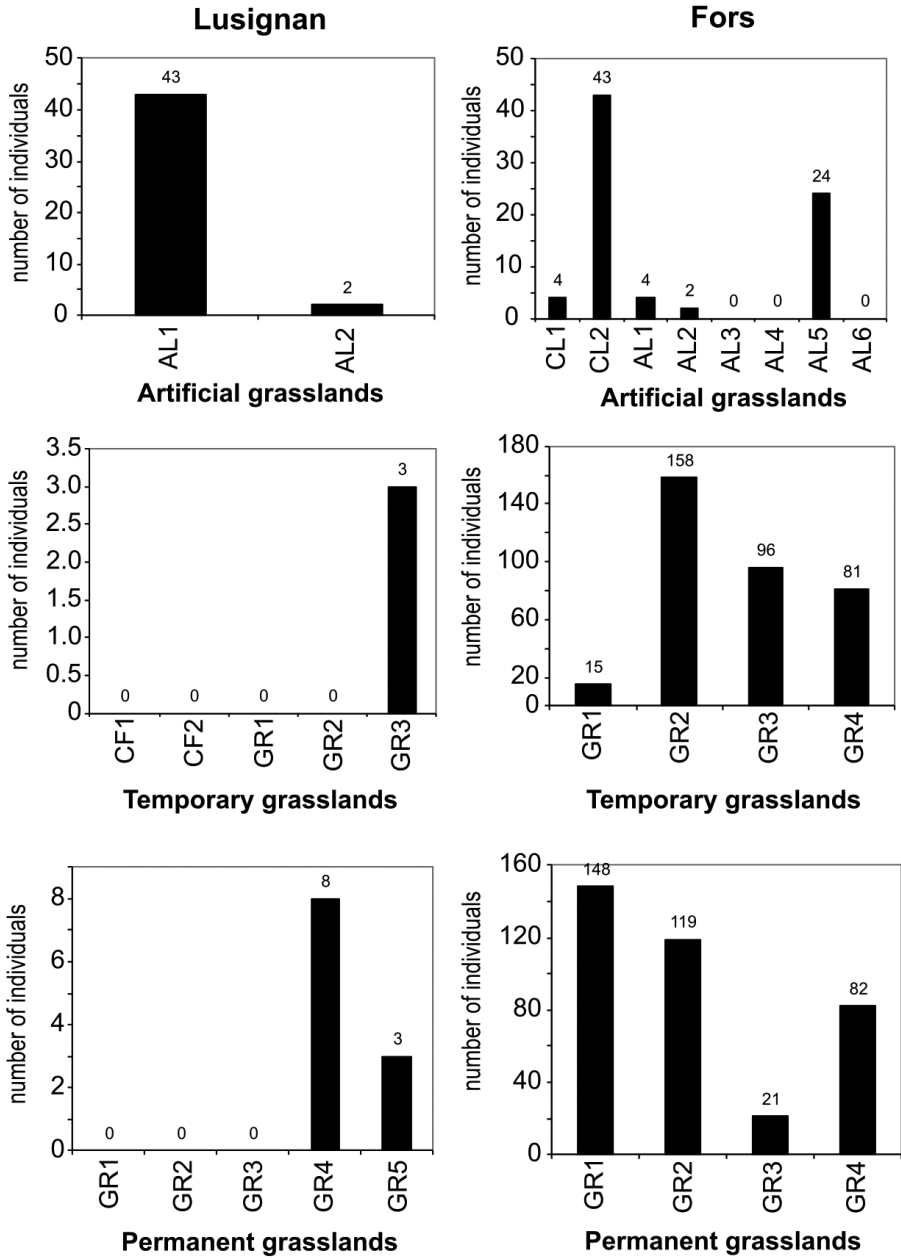 Lusignan
Fors
number of individuals
50
40
30
20
10
0
43
2
AL1
AL2
Artificial grasslands
number of individuals
50
40
30
20
10
0
4
43
4
2
0
0
24
0
CL1
CL2
AL1
AL2
AL3
AL4
AL5
AL6
Artificial grasslands
number of individuals
3.5
3.0
2.5
2.0
1.5
1.0
0.5
0
0
0
0
0
3
CF1
CF2
GR1
GR2
GR3
Temporary grasslands
number of individuals
180
140
100
60
20
0
15
158
96
81
GR1
GR2
GR3
GR4
Temporary grasslands
number of individuals
8
6
4
2
0
0
0
0
8
3
GR1
GR2
GR3
GR4
GR5
Permanent grasslands
number of individuals
160
120
80
40
0
148
119
21
82
GR1
GR2
GR3
GR4
Permanent grasslands